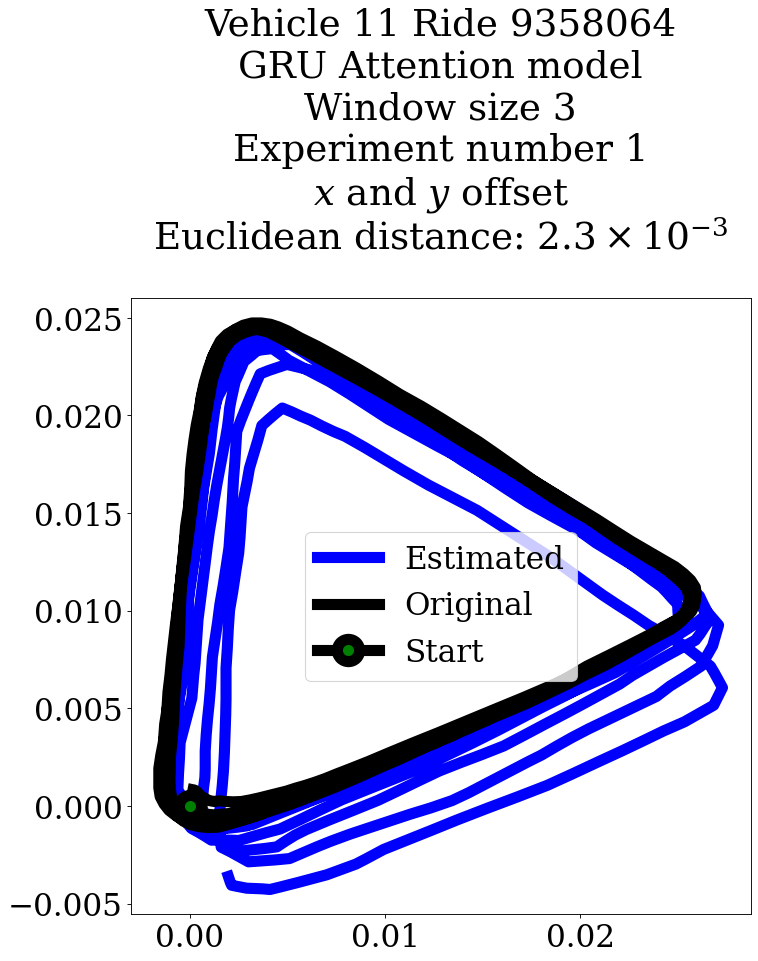 Vehicle 11 Ride 9358064
GRU Attention model
Window size 3
Experiment number 1
x and y offset
Euclidean distance: 2.3 × 10⁻³
0.025
0.020
0.015
0.010
0.005
0.000
−0.005
Estimated
Original
Start
0.00 0.01 0.02